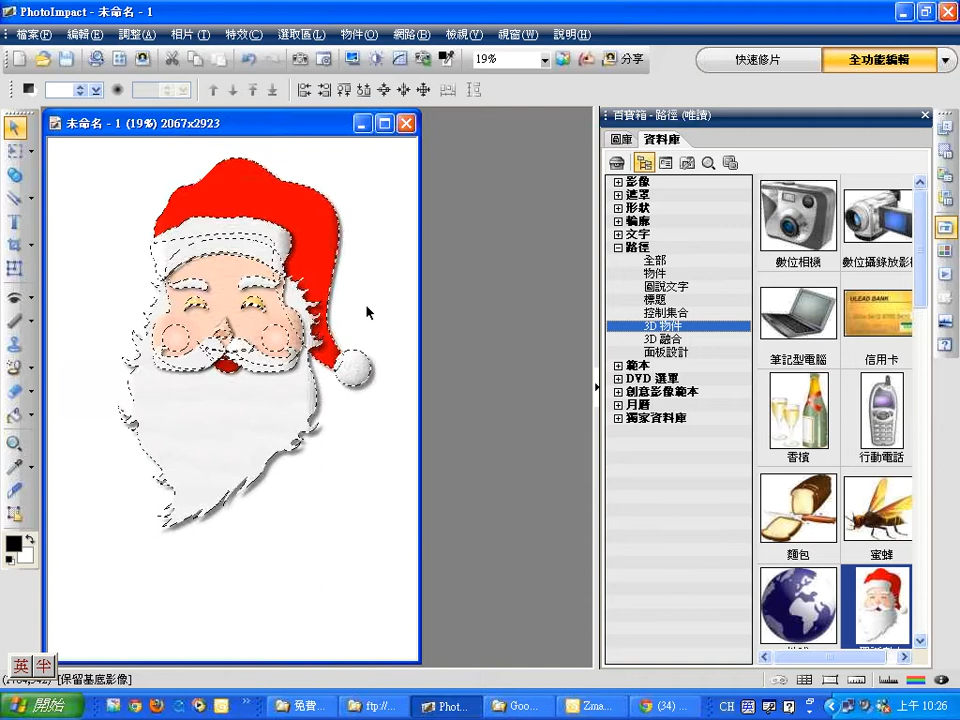 PhotoImpact - 未命名 - 1
檔案(F) 編輯(E) 調整(A) 相片 (I) 特效(C) 選取區(L) 物件(O) 網路(B) 檢視(V) 視窗(W) 說明(H)
19% 分享 快速修片 全功能編輯
未命名 - 1 (19%) 2067x2923
百寶箱 - 路徑 (唯讀)
圖庫 資料庫
影像
遮罩
形狀
輪廓
文字
路徑
全部
物件
圖說文字
標題
控制集合
3D 物件
3D 融合
面板設計
範本
DVD 選單
創意影像範本
月曆
獨家資料庫
數位相機 數位攝錄放影
ULEAD BANK
筆記型電腦 信用卡
香檳 行動電話
麵包 蜜蜂
英 半
[保留基底影像]
開始 免費... ftp://... Phot... Goo... Zma... (34) ... CH 上午 10:26